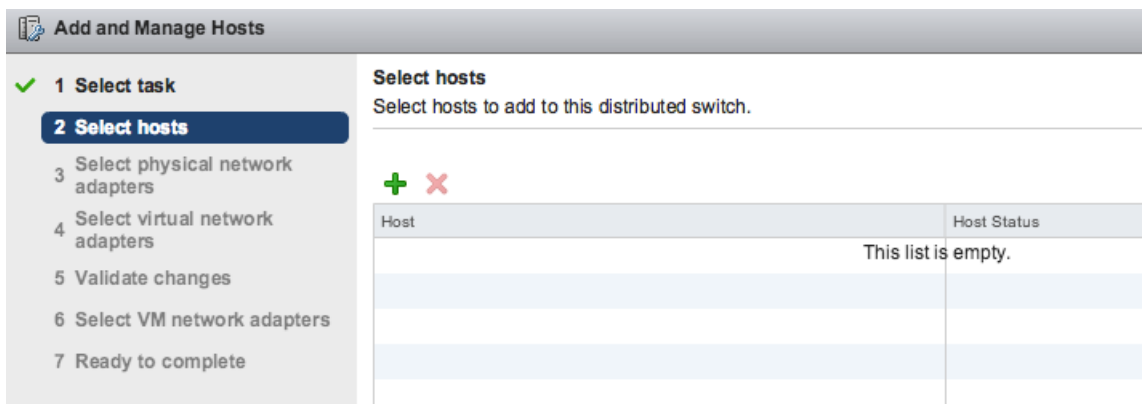 Add and Manage Hosts
1 Select task
2 Select hosts
3 Select physical network
adapters
4 Select virtual network
adapters
5 Validate changes
6 Select VM network adapters
7 Ready to complete
Select hosts
Select hosts to add to this distributed switch.
Host Host Status
This list is empty.